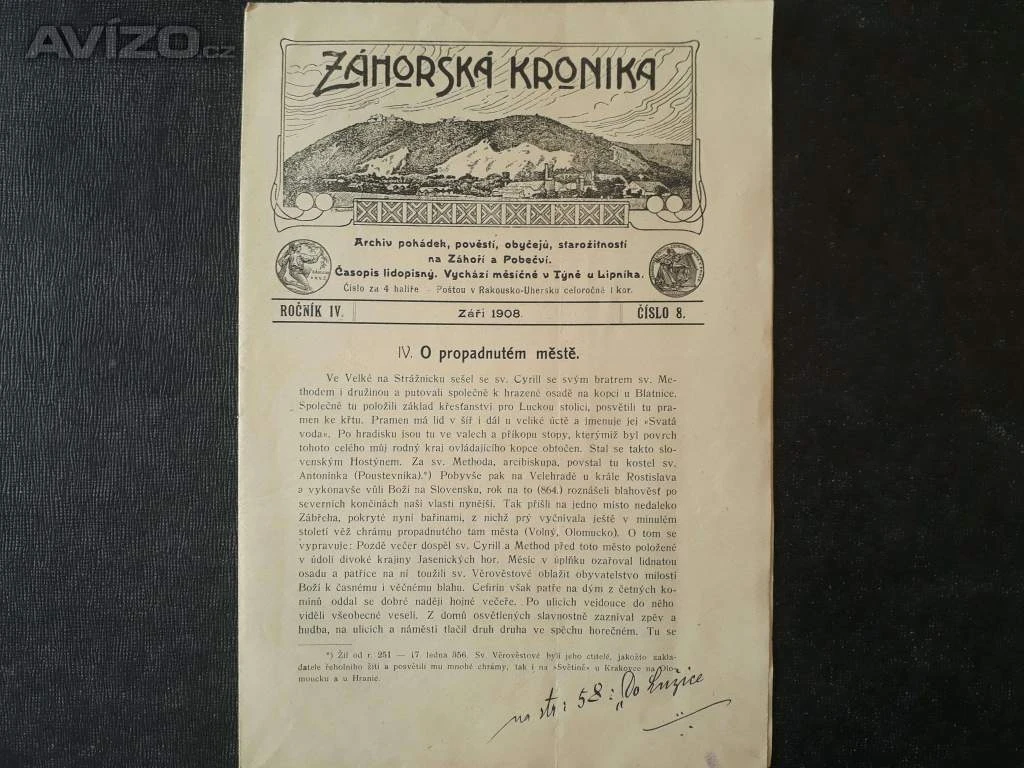 AVÍZO.cz
ZÁHORSKÁ KRONIKA
Archiv pohádek, pověstí, obyčejů, starožitností
na Záhoří a Pobečví.
Časopis lidopisný. Vychází měsíčně v Týně u Lipníka.
Číslo za 4 haliře – Poštou v Rakousko-Uhersku celoročně 1 kor.
ROČNÍK IV.
Září 1908.
ČÍSLO 8.
IV. O propadnutém městě.
Ve Velké na Strážnicku sešel se sv. Cyrill se svým bratrem sv. Me-
thodem i družinou a putovali společně k hrazené osadě na kopci u Blatnice.
Společně tu položili základ křesťanství pro Luckou stolici, posvětili tu pra-
men ke křtu. Pramen má lid v šíř i dál u veliké úctě a jmenuje jej »Svatá
voda«. Po hradisku jsou tu ve valech a příkopu stopy, kterýmiž byl povrch
tohoto celého můj rodný kraj ovládajícího kopce obtočen. Stal se takto slo-
venským Hostýnem. Za sv. Methoda, arcibiskupa, povstal tu kostel sv.
Antonínka (Poustevníka).*) Pobyvše pak na Velehradě u krále Rostislava
a vykonavše vůli Boží na Slovensku, rok na to (864.) roznášeli blahověsť po
severních končinách naší vlasti nynější. Tak přišli na jedno místo nedaleko
Zábřeha, pokryté nyní bařinami, z nichž prý vyčnívala ještě v minulém
století věž chrámu propadnutého tam města (Volný, Olomucko). O tom se
vypravuje: Pozdě večer dospěl sv. Cyrill a Method před toto město položené
v údolí divoké krajiny Jasenických hor. Měsíc v úplňku ozařoval lidnatou
osadu a patříce na ní toužili sv. Věrověstové oblažit obyvatelstvo milostí
Boží k časnému i věčnému blahu. Cefirin však patře na dým z četných ko-
mínů oddal se dobré naději hojné večeře. Po ulicích vejdouce do něho
viděli všeobecné veselí. Z domů osvětlených slavnostně zazníval zpěv a
hudba, na ulicích a náměstí tlačil druh druha ve spěchu horečném. Tu se
*) Žil od r. 251 — 17 ledna 356. Sv. Věrověstové byli jeho ctitelé, jakožto zakla-
datele řeholního žití a posvětili mu mnohé chrámy, tak i na »Světině« u Krakovce na Olo-
moucku a u Hranic.
na str: 58: „Do Lužice